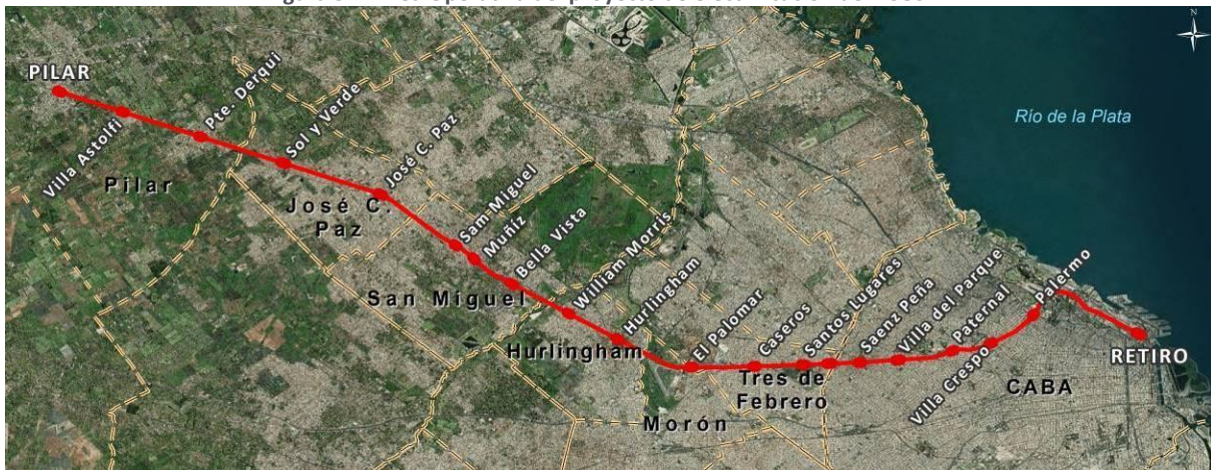 PILAR
Villa Astolfi
Pte. Derqui
Sol y Verde
José C. Paz
Sam Miguel
Muñiz
Bella Vista
William Morris
Hurlingham
El Palomar
Caseros
Santos lugares
Saenz Peña
Villa del Parque
Paternal
Villa Crespo
Palermo
RETIRO
Río de la Plata
N
Pilar
José C.
Paz
San Miguel
Hurlingham
Morón
Tres de
Febrero
CABA